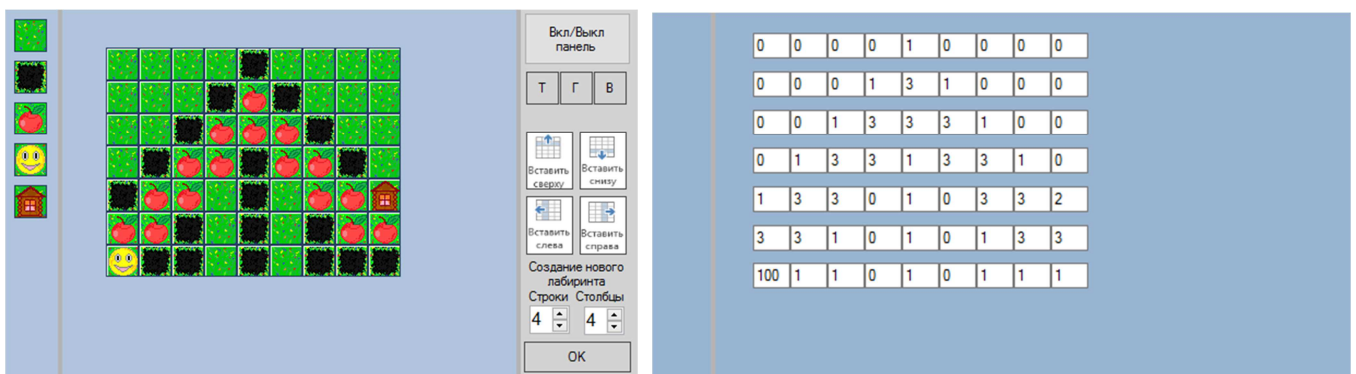 Вкл/Выкл
панель
Т Г В
Вставить сверху
Вставить снизу
Вставить слева
Вставить справа
Создание нового
лабиринта
Строки Столбцы
4 4
OK
0 0 0 0 1 0 0 0 0
0 0 0 1 3 1 0 0 0
0 0 1 3 3 3 1 0 0
0 1 3 3 1 3 3 1 0
1 3 3 0 1 0 3 3 2
3 3 1 0 1 0 1 3 3
100 1 1 0 1 0 1 1 1